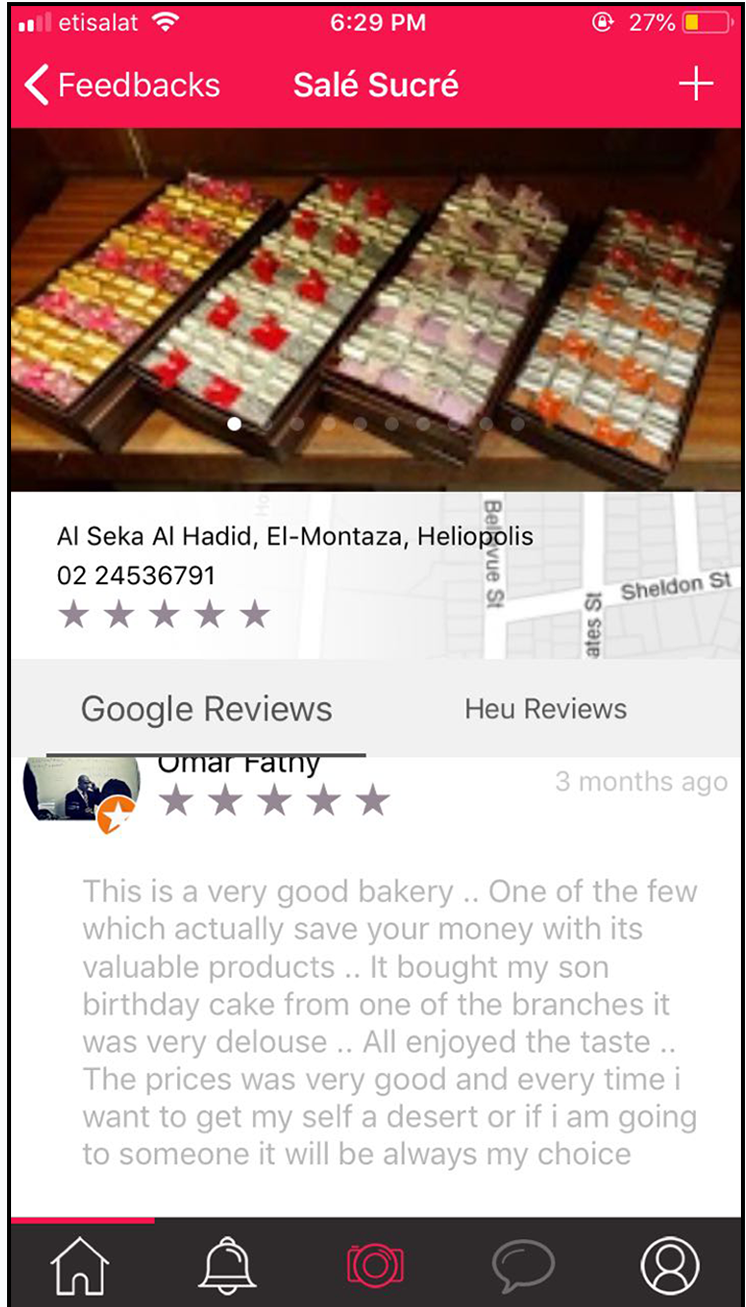 etisalat 6:29 PM 27%
Feedbacks Salé Sucré +
Al Seka Al Hadid, El-Montaza, Heliopolis
02 24536791
Bellevue St
Sheldon St
ates St
Google Reviews Heu Reviews
Omar Fathy
3 months ago
This is a very good bakery .. One of the few
which actually save your money with its
valuable products .. It bought my son
birthday cake from one of the branches it
was very delouse .. All enjoyed the taste ..
The prices was very good and every time i
want to get my self a desert or if i am going
to someone it will be always my choice